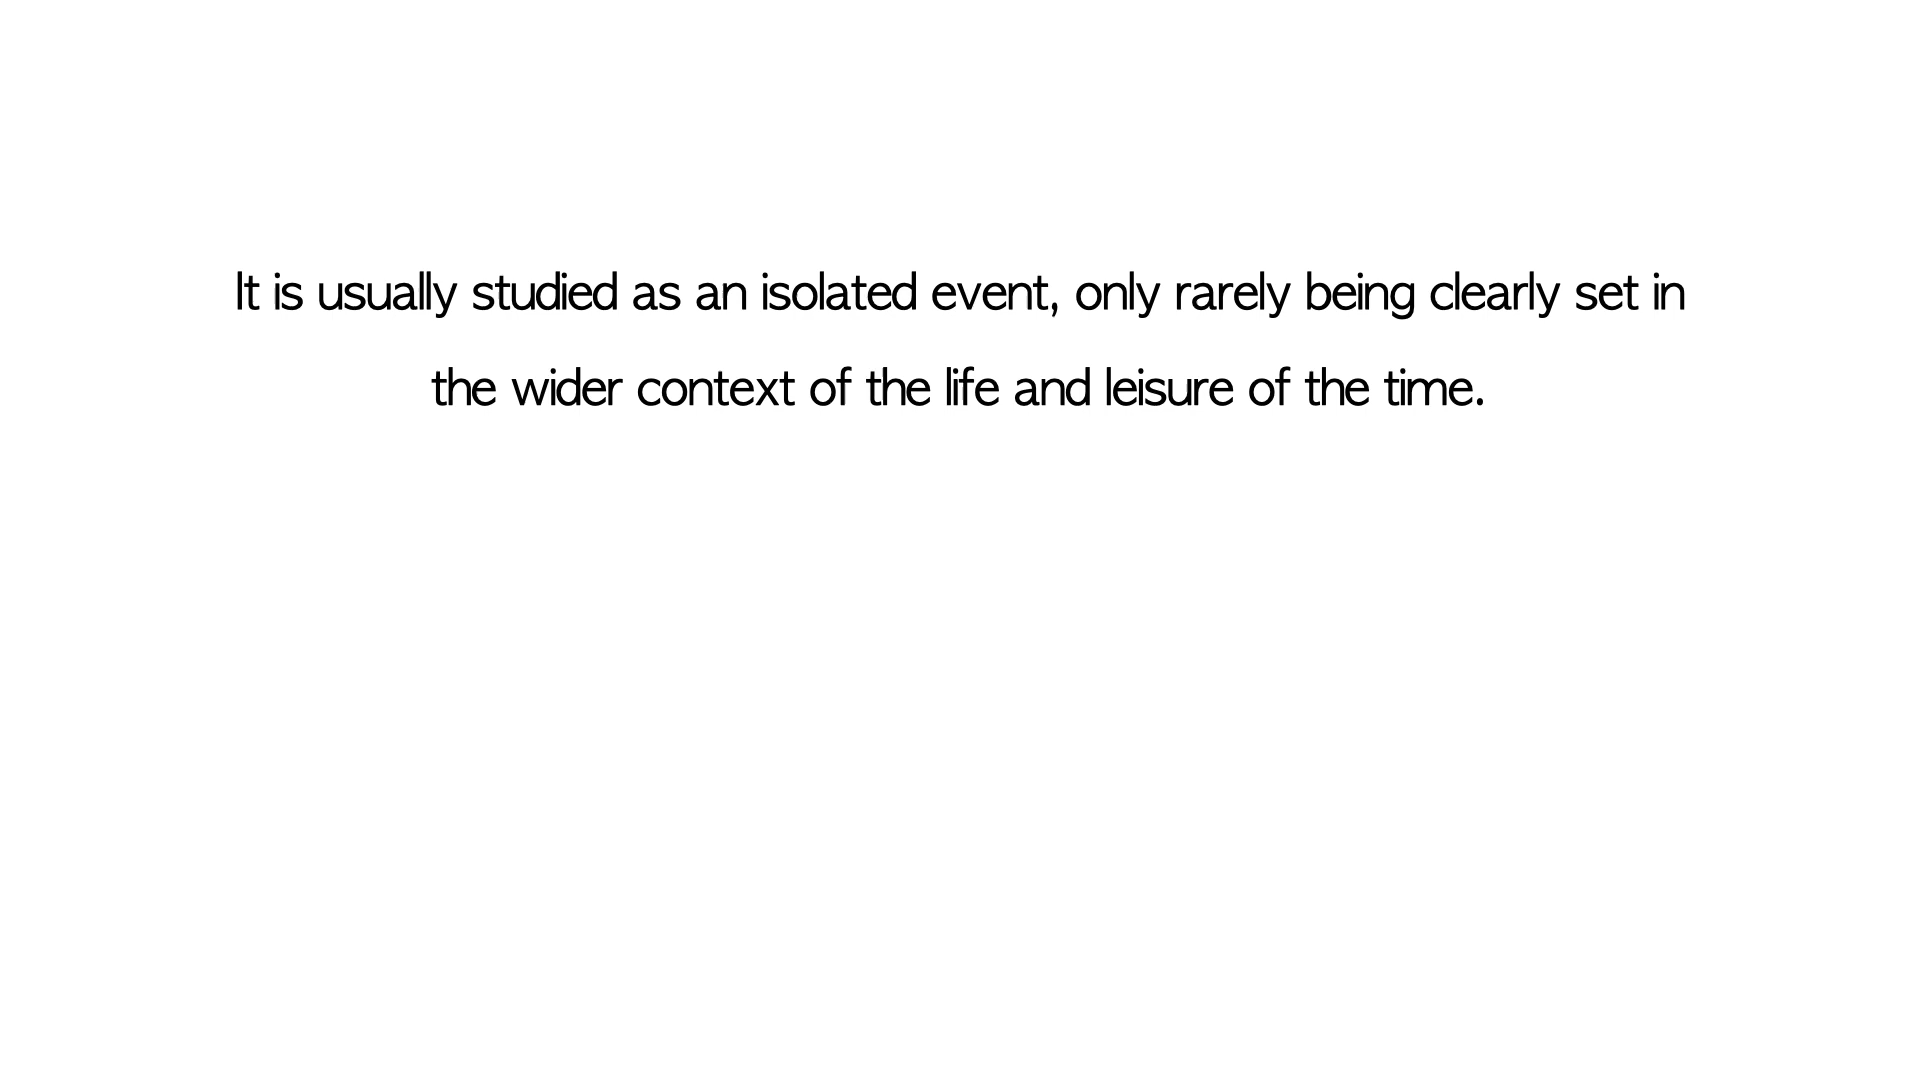 It is usually studied as an isolated event, only rarely being clearly set in
the wider context of the life and leisure of the time.